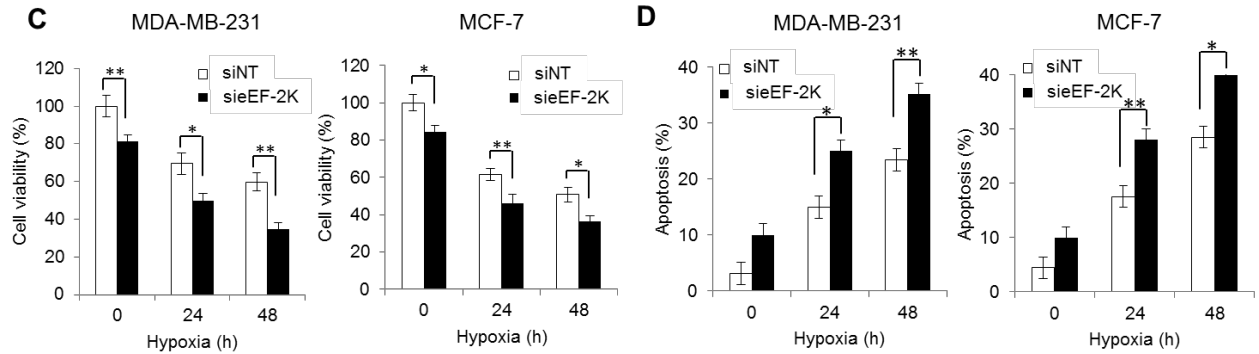 C
MDA-MB-231
Cell viability (%)
120
100
80
60
40
20
0
**
*
**
siNT
sieEF-2K
0 24 48
Hypoxia (h)
MCF-7
Cell viability (%)
120
100
80
60
40
20
0
*
**
*
siNT
sieEF-2K
0 24 48
Hypoxia (h)
D
MDA-MB-231
Apoptosis (%)
40
30
20
10
0
siNT
sieEF-2K
*
**
0 24 48
Hypoxia (h)
MCF-7
Apoptosis (%)
40
30
20
10
0
siNT
sieEF-2K
**
*
0 24 48
Hypoxia (h)